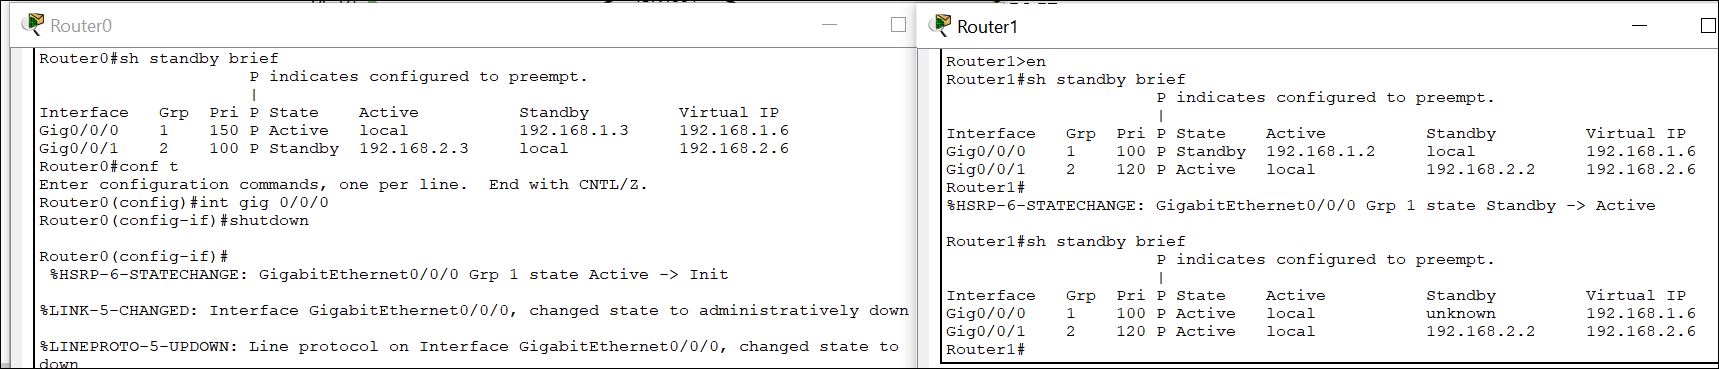 Router0
Router0#sh standby brief
                     P indicates configured to preempt.
                     |
Interface   Grp  Pri P State    Active          Standby         Virtual IP
Gig0/0/0    1    150 P Active   local           192.168.1.3     192.168.1.6
Gig0/0/1    2    100 P Standby  192.168.2.3     local           192.168.2.6
Router0#conf t
Enter configuration commands, one per line.  End with CNTL/Z.
Router0(config)#int gig 0/0/0
Router0(config-if)#shutdown
Router0(config-if)#
%HSRP-6-STATECHANGE: GigabitEthernet0/0/0 Grp 1 state Active -> Init
%LINK-5-CHANGED: Interface GigabitEthernet0/0/0, changed state to administratively down
%LINEPROTO-5-UPDOWN: Line protocol on Interface GigabitEthernet0/0/0, changed state to
down
Router1
Router1>en
Router1#sh standby brief
                     P indicates configured to preempt.
                     |
Interface   Grp  Pri P State    Active          Standby         Virtual IP
Gig0/0/0    1    100 P Standby  192.168.1.2     local           192.168.1.6
Gig0/0/1    2    120 P Active   local           192.168.2.2     192.168.2.6
Router1#
%HSRP-6-STATECHANGE: GigabitEthernet0/0/0 Grp 1 state Standby -> Active
Router1#sh standby brief
                     P indicates configured to preempt.
                     |
Interface   Grp  Pri P State    Active          Standby         Virtual IP
Gig0/0/0    1    100 P Active   local           unknown         192.168.1.6
Gig0/0/1    2    120 P Active   local           192.168.2.2     192.168.2.6
Router1#